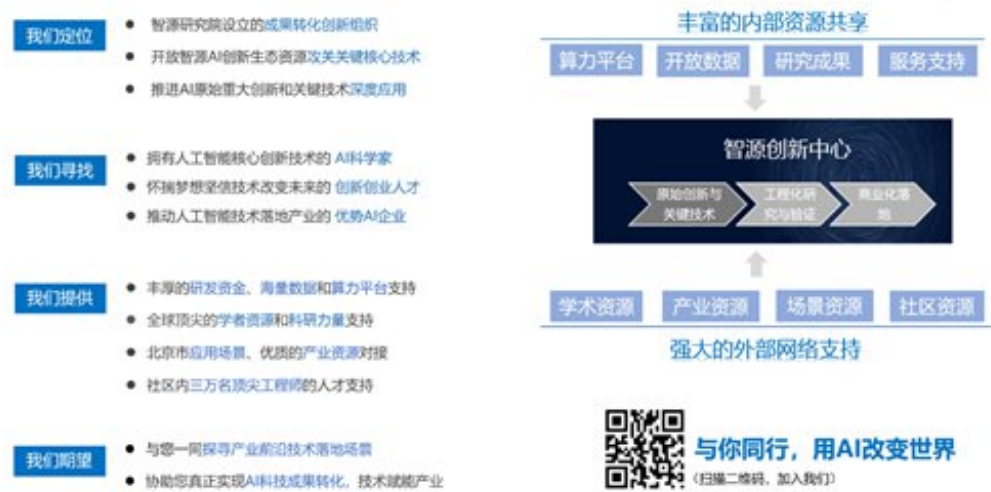 我们定位
智源研究院设立的成果转化创新组织
开放智源AI创新生态资源攻关关键核心技术
推进AI原始重大创新和关键技术深度应用
我们寻找
拥有人工智能核心创新技术的 AI科学家
怀揣梦想坚信技术改变未来的 创新创业人才
推动人工智能技术落地产业的 优势AI企业
我们提供
丰厚的研发资金、海量数据和算力平台支持
全球顶尖的学者资源和科研力量支持
北京市应用场景、优质的产业资源对接
社区内三万名顶尖工程师的人才支持
我们期望
与您一同探寻产业前沿技术落地场景
协助您真正实现AI科技成果转化，技术赋能产业
丰富的内部资源共享
算力平台 开放数据 研究成果 服务支持
智源创新中心
原始创新与 工程化研 商业化落
关键技术 究与验证 地
学术资源 产业资源 场景资源 社区资源
强大的外部网络支持
与你同行，用AI改变世界
（扫描二维码，加入我们）